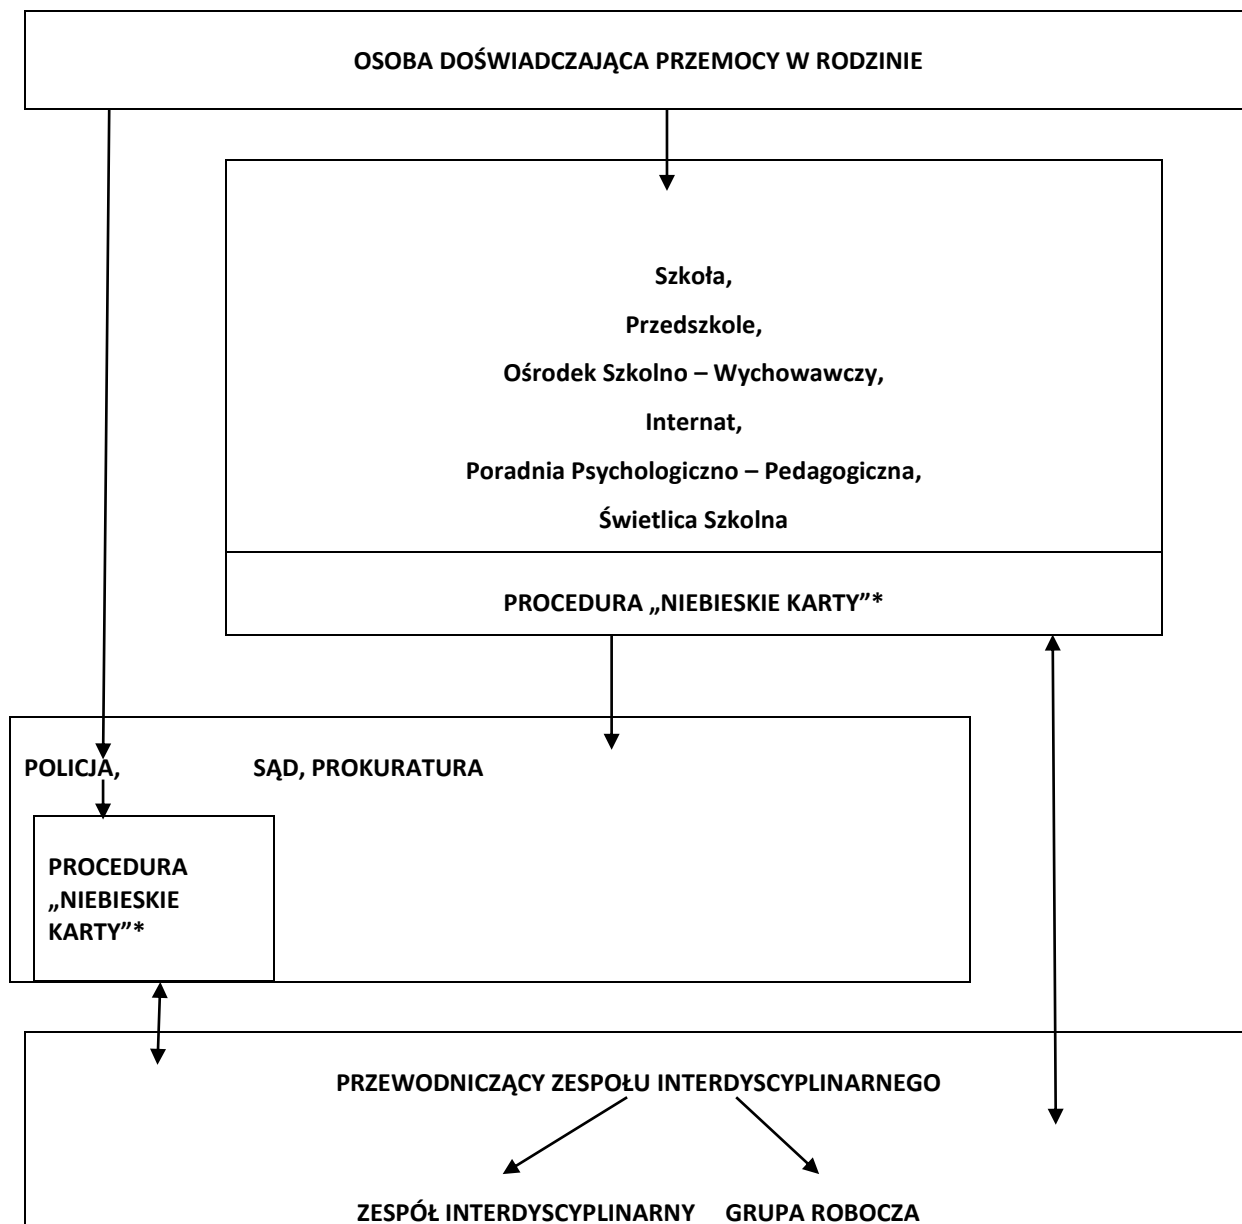 OSOBA DOŚWIADCZAJĄCA PRZEMOCY W RODZINIE
Szkoła,
Przedszkole,
Ośrodek Szkolno – Wychowawczy,
Internat,
Poradnia Psychologiczno – Pedagogiczna,
Świetlica Szkolna
PROCEDURA „NIEBIESKIE KARTY”*
POLICJA, SĄD, PROKURATURA
PROCEDURA
„NIEBIESKIE
KARTY”*
PRZEWODNICZĄCY ZESPOŁU INTERDYSCYPLINARNEGO
ZESPÓŁ INTERDYSCYPLINARNY GRUPA ROBOCZA